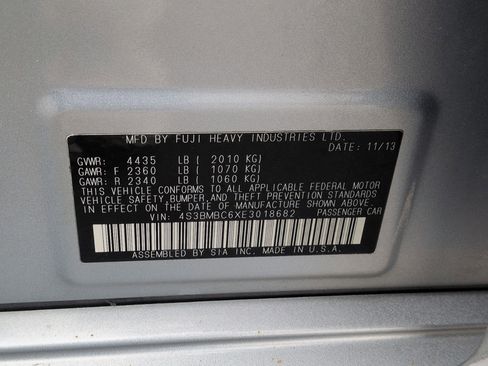 MFD BY FUJI HEAVY INDUSTRIES LTD.
DATE: 11/13
GVWR: 4435 LB ( 2010 KG)
GAWR: F 2360 LB ( 1070 KG)
GAWR: R 2340 LB ( 1060 KG)
THIS VEHICLE CONFORMS TO ALL APPLICABLE FEDERAL MOTOR
VEHICLE SAFETY,BUMPER,AND THEFT PREVENTION STANDARDS
IN EFFECT ON THE DATE OF MANUFACTURE SHOWN ABOVE.
VIN: 4S3BMBC6XE3018682 PASSENGER CAR
ASSEMBLED BY SIA INC. MADE IN U.S.A.